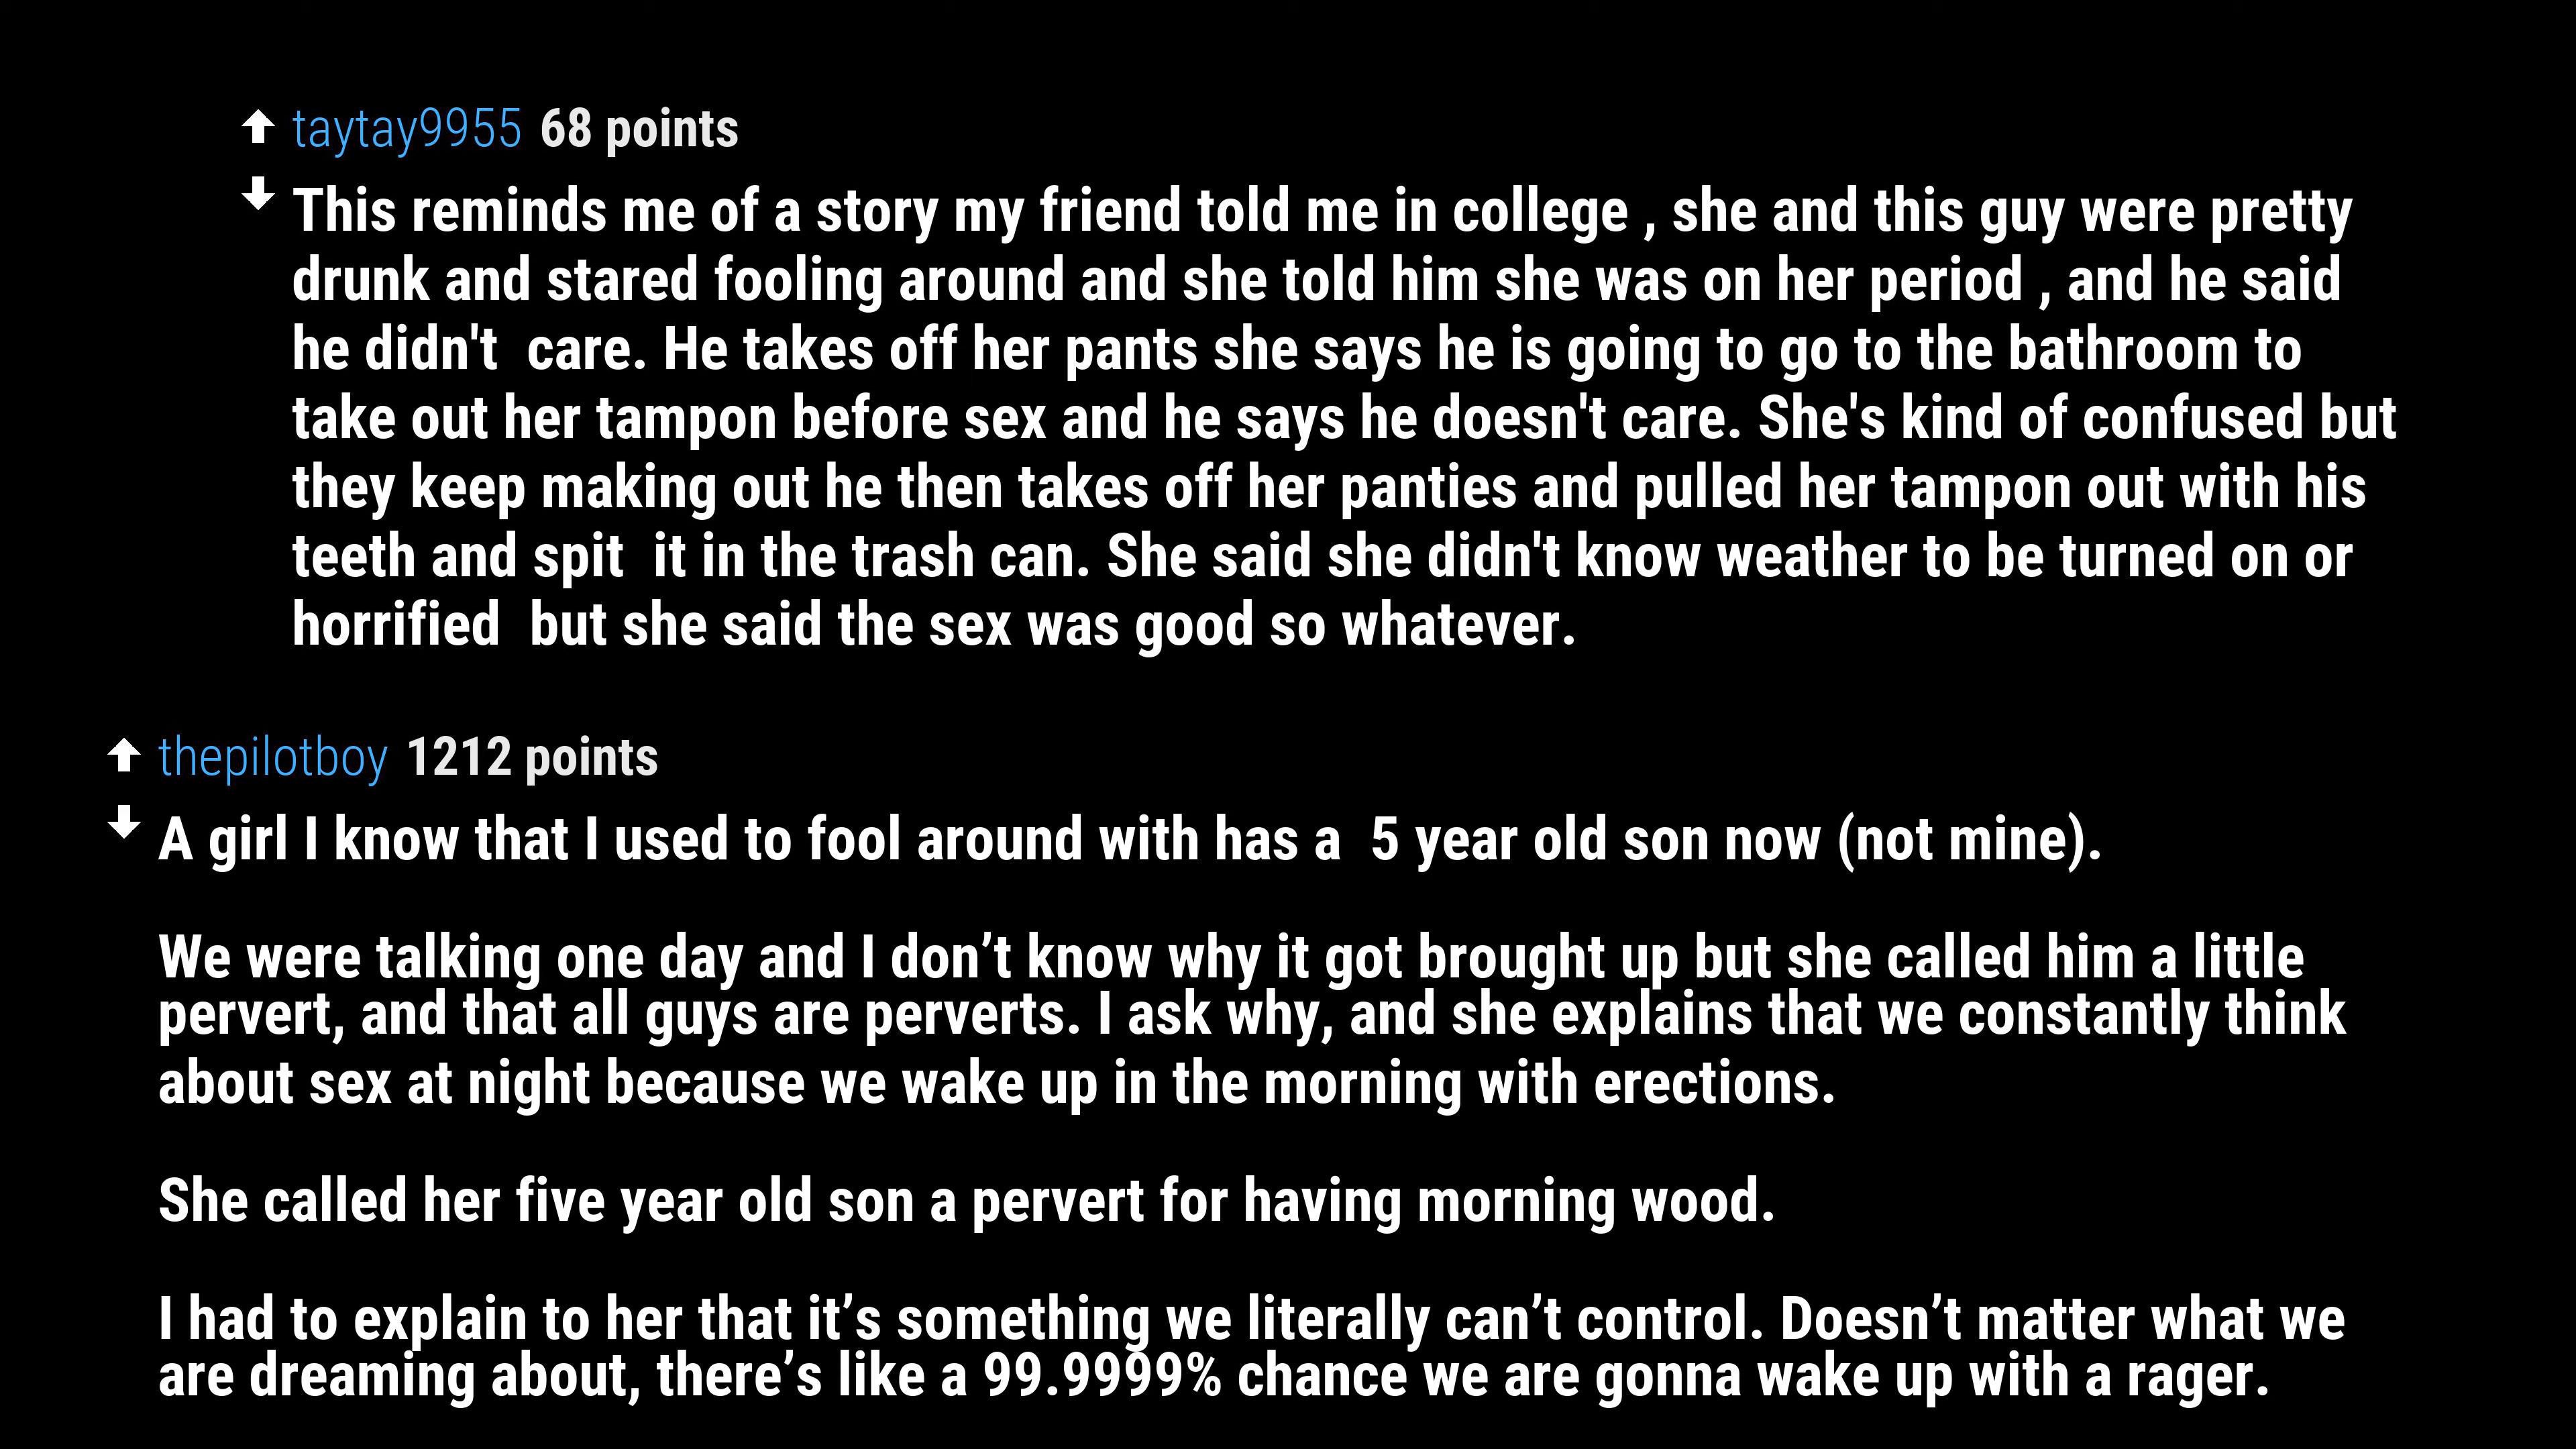 taytay9955 68 points
This reminds me of a story my friend told me in college , she and this guy were pretty
drunk and stared fooling around and she told him she was on her period , and he said
he didn't  care. He takes off her pants she says he is going to go to the bathroom to
take out her tampon before sex and he says he doesn't care. She's kind of confused but
they keep making out he then takes off her panties and pulled her tampon out with his
teeth and spit  it in the trash can. She said she didn't know weather to be turned on or
horrified  but she said the sex was good so whatever.
thepilotboy 1212 points
A girl I know that I used to fool around with has a  5 year old son now (not mine).
We were talking one day and I don’t know why it got brought up but she called him a little
pervert, and that all guys are perverts. I ask why, and she explains that we constantly think
about sex at night because we wake up in the morning with erections.
She called her five year old son a pervert for having morning wood.
I had to explain to her that it’s something we literally can’t control. Doesn’t matter what we
are dreaming about, there’s like a 99.9999% chance we are gonna wake up with a rager.